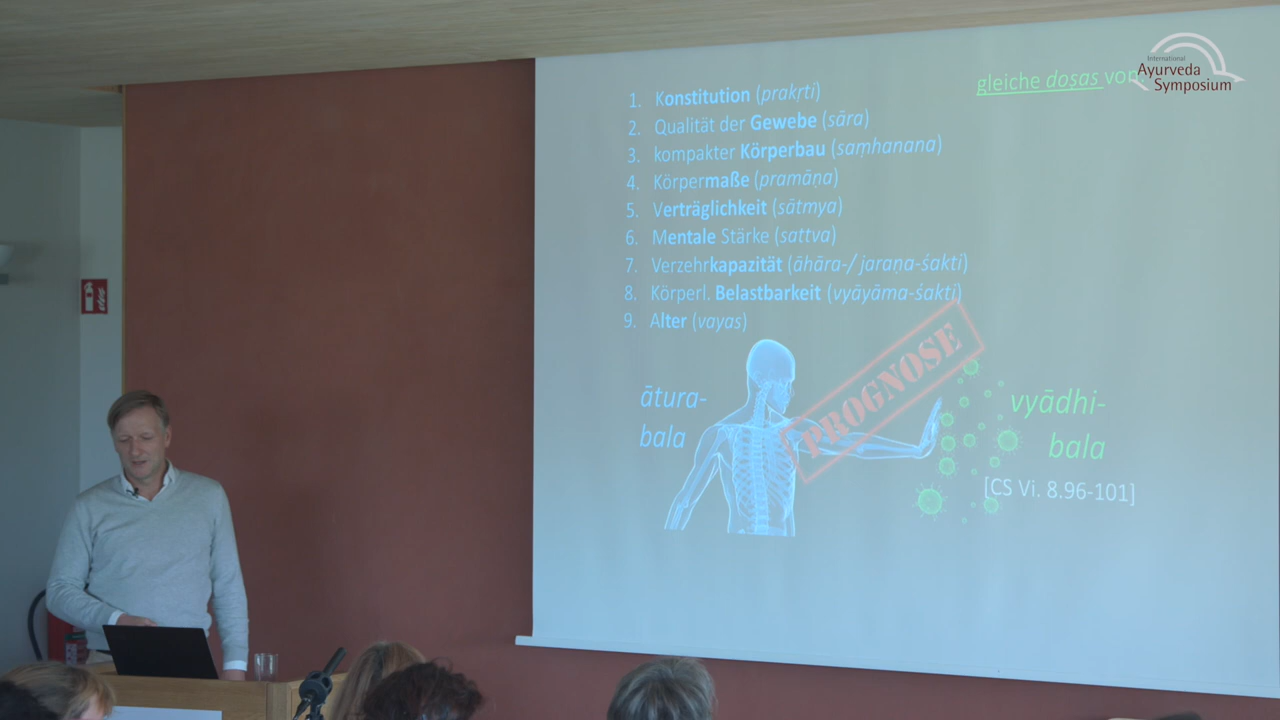 International
Ayurveda
Symposium
gleiche doṣas von
1. Konstitution (prakṛti)
2. Qualität der Gewebe (sāra)
3. kompakter Körperbau (saṃhanana)
4. Körpermaße (pramāṇa)
5. Verträglichkeit (sātmya)
6. Mentale Stärke (sattva)
7. Verzehrkapazität (āhāra-/ jaraṇa-śakti)
8. Körperl. Belastbarkeit (vyāyāma-śakti)
9. Alter (vayas)
PROGNOSE
ātura-
bala
vyādhi-
bala
[CS Vi. 8.96-101]